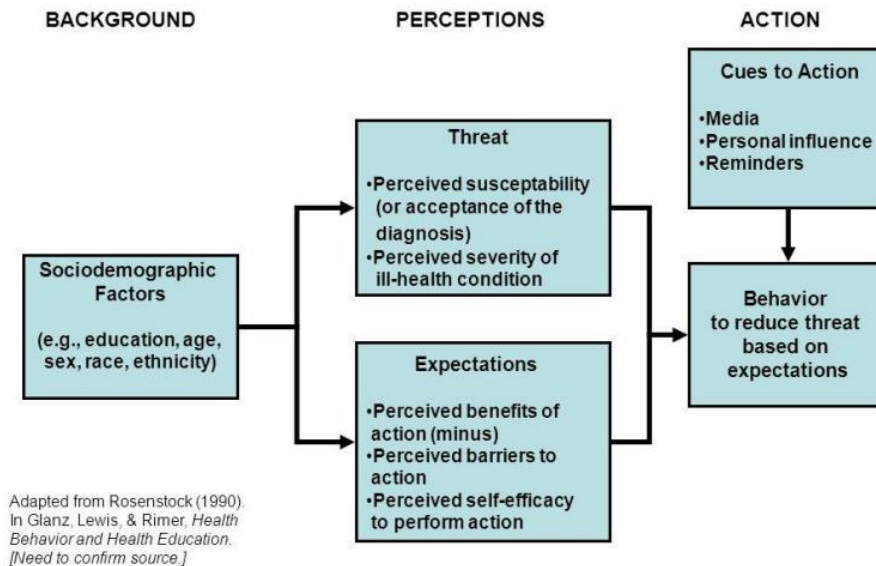 BACKGROUND
PERCEPTIONS
ACTION
Sociodemographic
Factors
(e.g., education, age,
sex, race, ethnicity)
Threat
•Perceived susceptability
(or acceptance of the
diagnosis)
•Perceived severity of
ill-health condition
Expectations
•Perceived benefits of
action (minus)
•Perceived barriers to
action
•Perceived self-efficacy
to perform action
Cues to Action
•Media
•Personal influence
•Reminders
Behavior
to reduce threat
based on
expectations
Adapted from Rosenstock (1990).
In Glanz, Lewis, & Rimer, Health
Behavior and Health Education.
[Need to confirm source.]